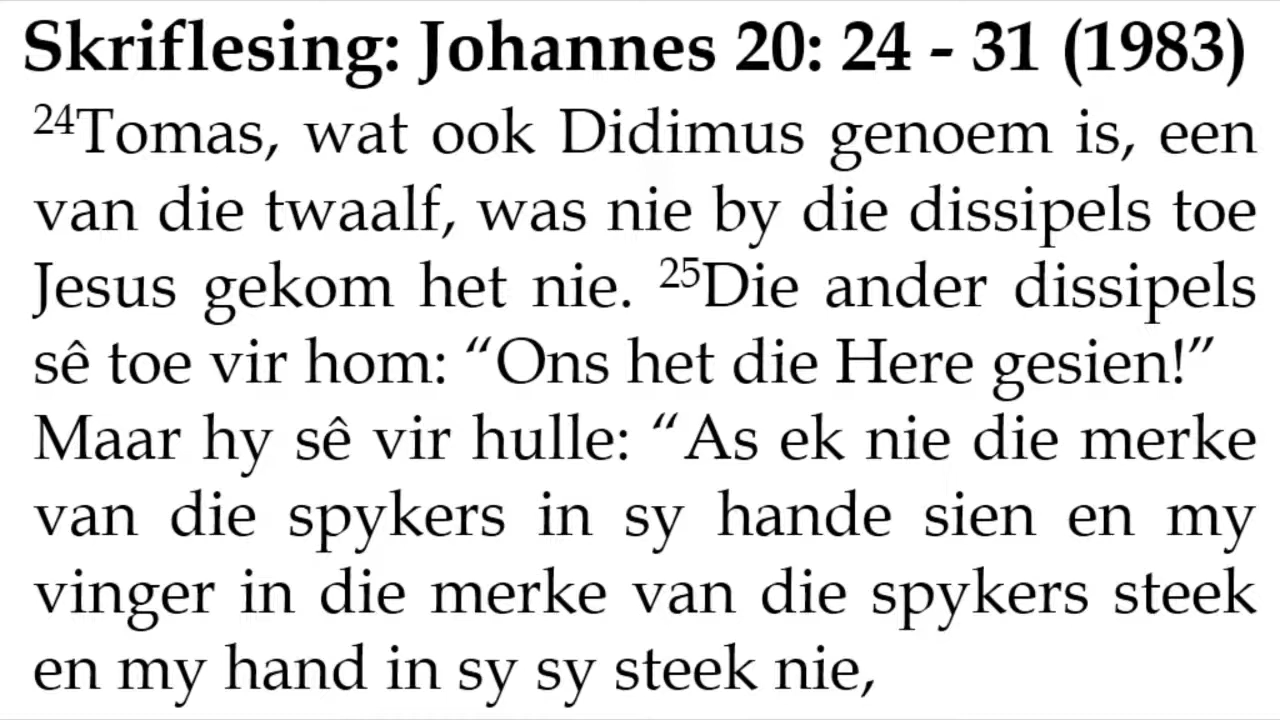 Skriflesing: Johannes 20: 24 - 31 (1983)
²⁴Tomas, wat ook Didimus genoem is, een
van die twaalf, was nie by die dissipels toe
Jesus gekom het nie. ²⁵Die ander dissipels
sê toe vir hom: “Ons het die Here gesien!”
Maar hy sê vir hulle: “As ek nie die merke
van die spykers in sy hande sien en my
vinger in die merke van die spykers steek
en my hand in sy sy steek nie,